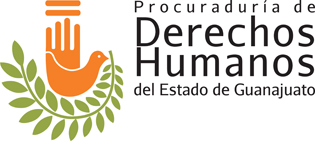 Procuraduría de
Derechos
Humanos
del Estado de Guanajuato